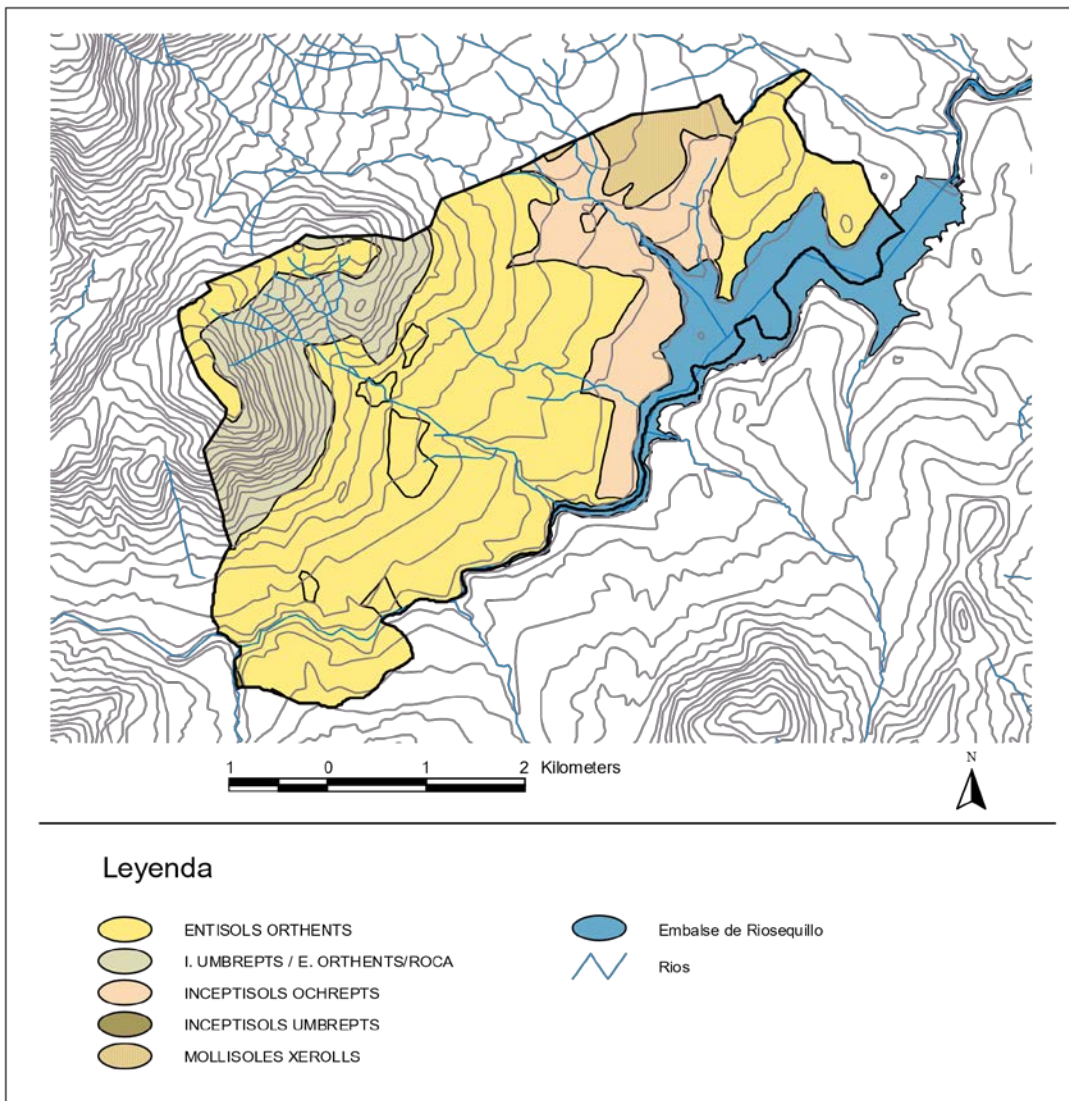 1 0 1 2 Kilometers
N
Leyenda
ENTISOLS ORTHENTS
I. UMBREPTS / E. ORTHENTS/ROCA
INCEPTISOLS OCHREPTS
INCEPTISOLS UMBREPTS
MOLLISOLES XEROLLS
Embalse de Riosequillo
Rios